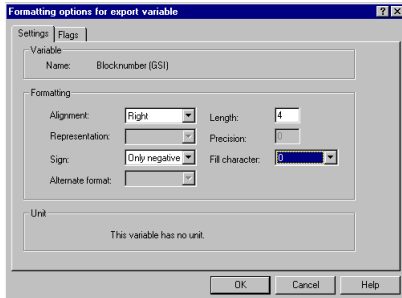 Formatting options for export variable
Settings Flags
Variable
Name: Blocknumber (GSI)
Formatting
Alignment: Right Length: 4
Representation: Precision: 0
Sign: Only negative Fill character: 0
Alternate format:
Unit
This variable has no unit.
OK Cancel Help